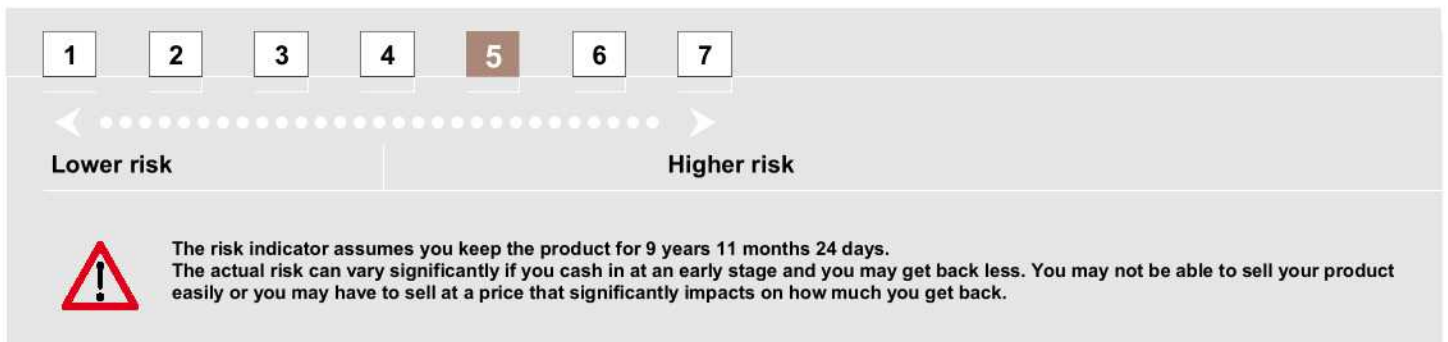 1 2 3 4 5 6 7
Lower risk Higher risk
The risk indicator assumes you keep the product for 9 years 11 months 24 days.
The actual risk can vary significantly if you cash in at an early stage and you may get back less. You may not be able to sell your product
easily or you may have to sell at a price that significantly impacts on how much you get back.